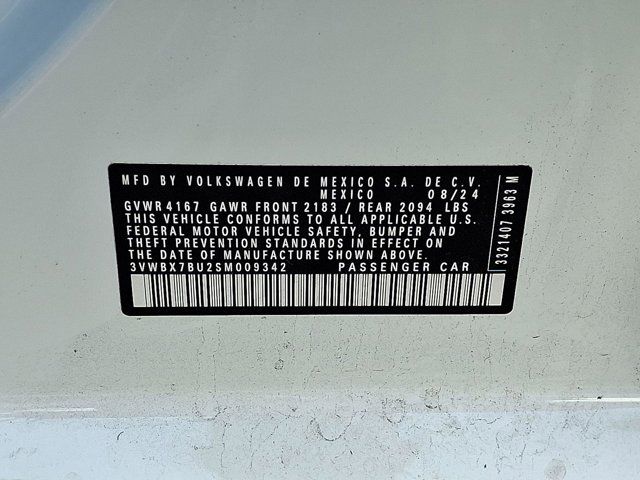 MFD BY VOLKSWAGEN DE MEXICO S.A. DE C.V.
MEXICO 08/24
GVWR 4167 GAWR FRONT 2183 / REAR 2094 LBS
THIS VEHICLE CONFORMS TO ALL APPLICABLE U.S.
FEDERAL MOTOR VEHICLE SAFETY, BUMPER AND
THEFT PREVENTION STANDARDS IN EFFECT ON THE
DATE OF MANUFACTURE SHOWN ABOVE.
3VWBX7BU2SM009342 PASSENGER CAR
3321407 3963 M